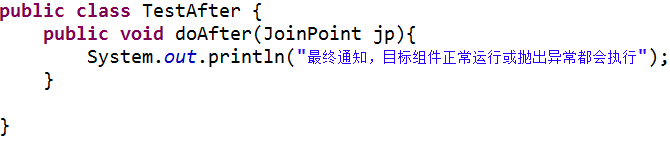 public class TestAfter {
    public void doAfter(JoinPoint jp){
        System.out.println("最终通知，目标组件正常运行或抛出异常都会执行");
    }
}